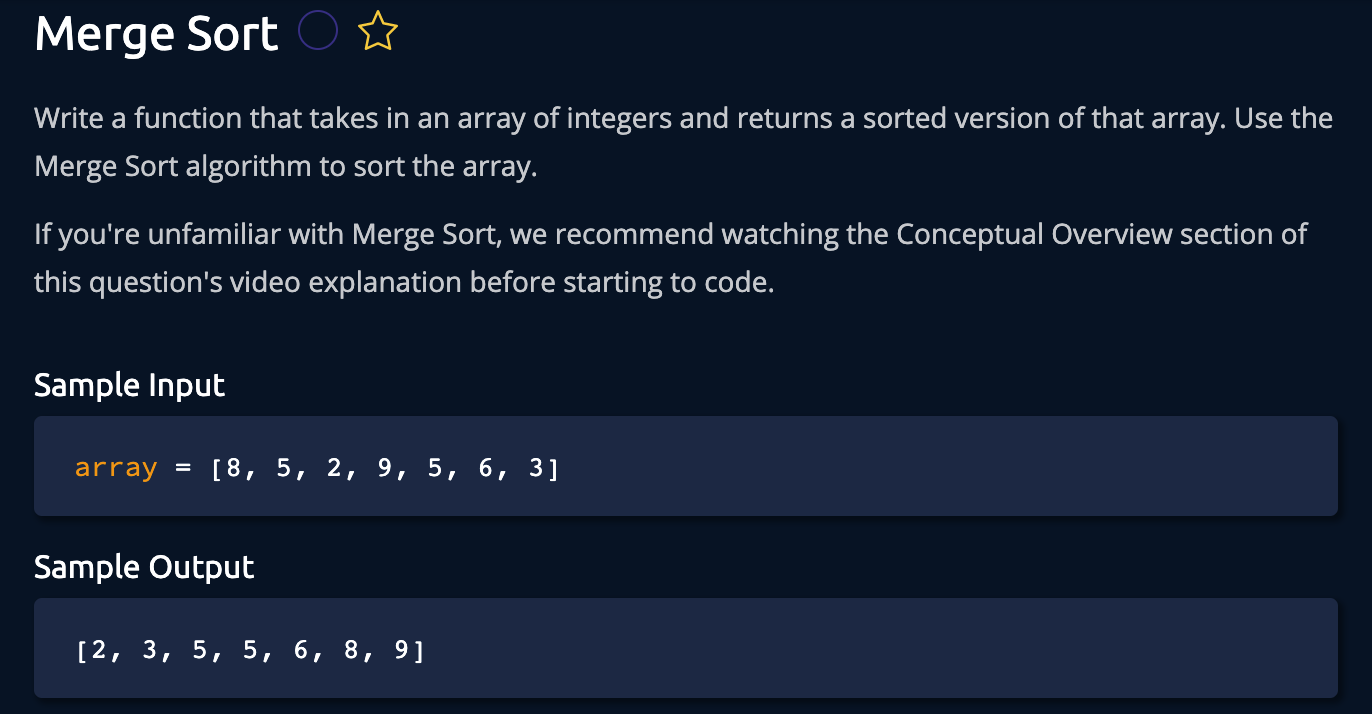 Merge Sort
Write a function that takes in an array of integers and returns a sorted version of that array. Use the
Merge Sort algorithm to sort the array.
If you're unfamiliar with Merge Sort, we recommend watching the Conceptual Overview section of
this question's video explanation before starting to code.
Sample Input
array = [8, 5, 2, 9, 5, 6, 3]
Sample Output
[2, 3, 5, 5, 6, 8, 9]